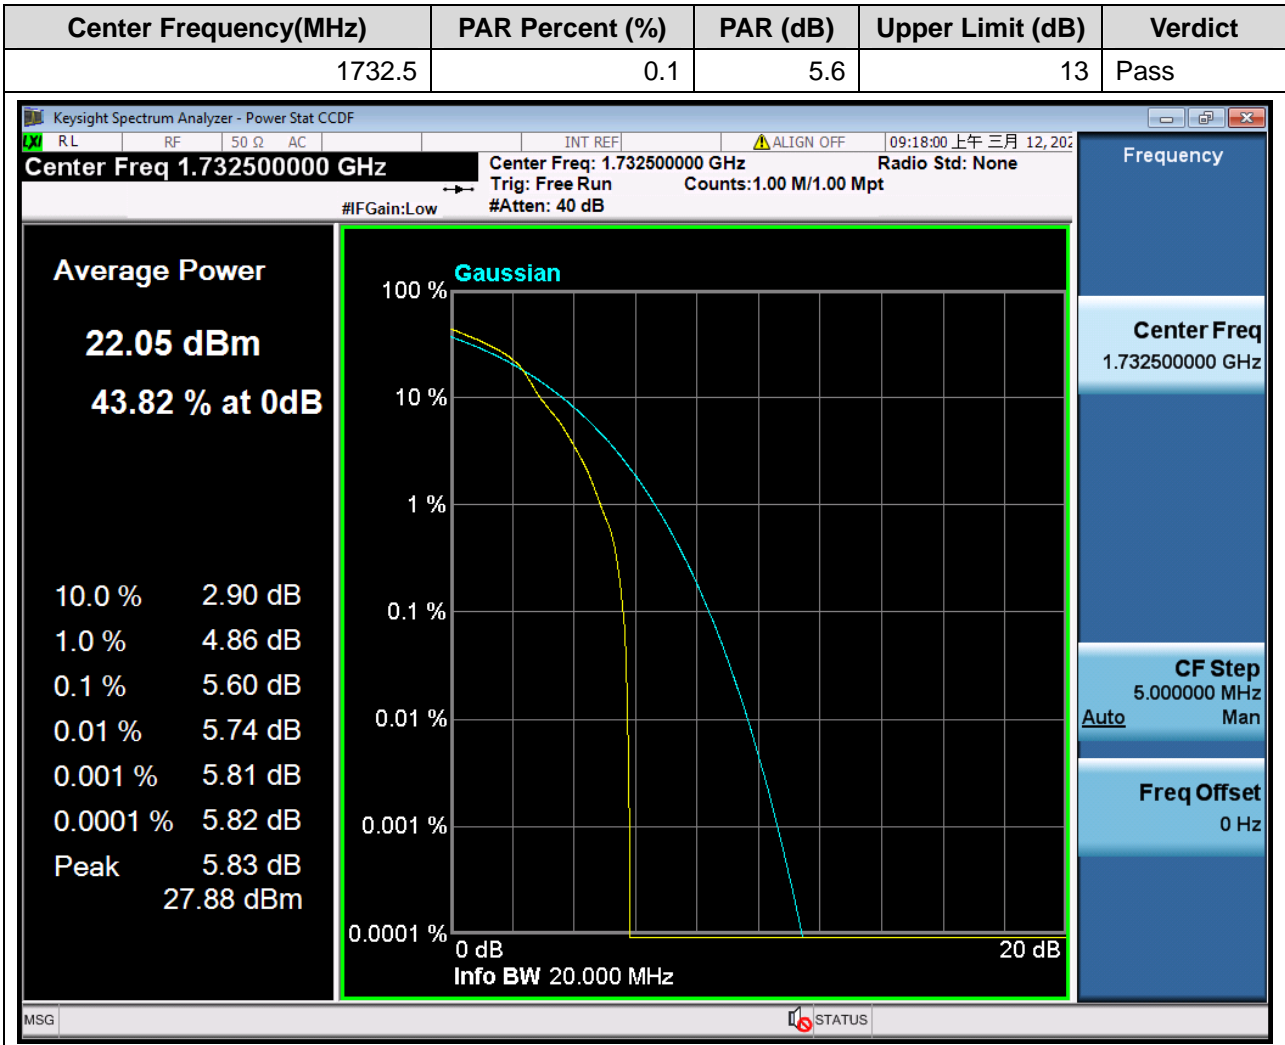 Center Frequency(MHz) PAR Percent (%) PAR (dB) Upper Limit (dB) Verdict
1732.5 0.1 5.6 13 Pass
Keysight Spectrum Analyzer - Power Stat CCDF
LXI RL RF 50 Ω AC INT REF ALIGN OFF 09:18:00 上午 三月 12, 202
Center Freq 1.732500000 GHz
Center Freq: 1.732500000 GHz Radio Std: None
Trig: Free Run Counts:1.00 M/1.00 Mpt
#IFGain:Low #Atten: 40 dB
Average Power
22.05 dBm
43.82 % at 0dB
10.0 % 2.90 dB
1.0 % 4.86 dB
0.1 % 5.60 dB
0.01 % 5.74 dB
0.001 % 5.81 dB
0.0001 % 5.82 dB
Peak 5.83 dB
27.88 dBm
Gaussian
100 %
10 %
1 %
0.1 %
0.01 %
0.001 %
0.0001 %
0 dB 20 dB
Info BW 20.000 MHz
Frequency
Center Freq
1.732500000 GHz
CF Step
5.000000 MHz
Auto Man
Freq Offset
0 Hz
MSG STATUS